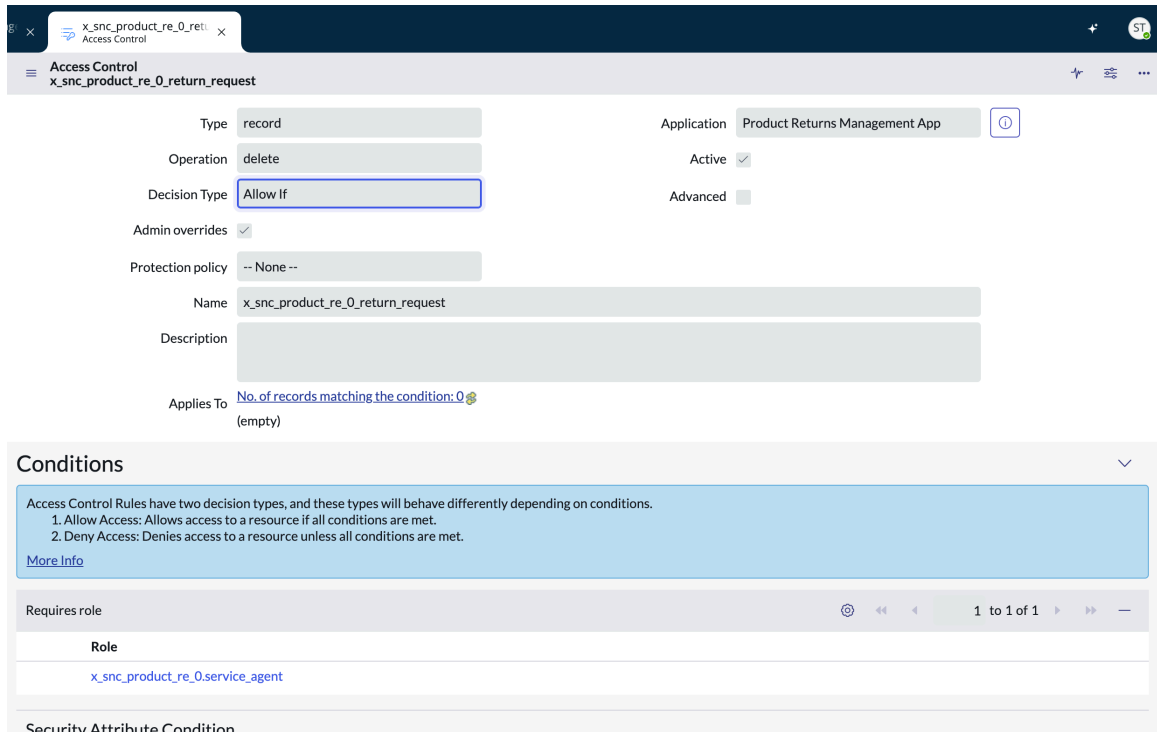 x_snc_product_re_0_retu
Access Control
ST
Access Control
x_snc_product_re_0_return_request
Type record
Application Product Returns Management App
Operation delete
Active
Decision Type Allow If
Advanced
Admin overrides
Protection policy -- None --
Name x_snc_product_re_0_return_request
Description
Applies To No. of records matching the condition: 0
(empty)
Conditions
Access Control Rules have two decision types, and these types will behave differently depending on conditions.
1. Allow Access: Allows access to a resource if all conditions are met.
2. Deny Access: Denies access to a resource unless all conditions are met.
More Info
Requires role 1 to 1 of 1
Role
x_snc_product_re_0.service_agent
Security Attribute Condition